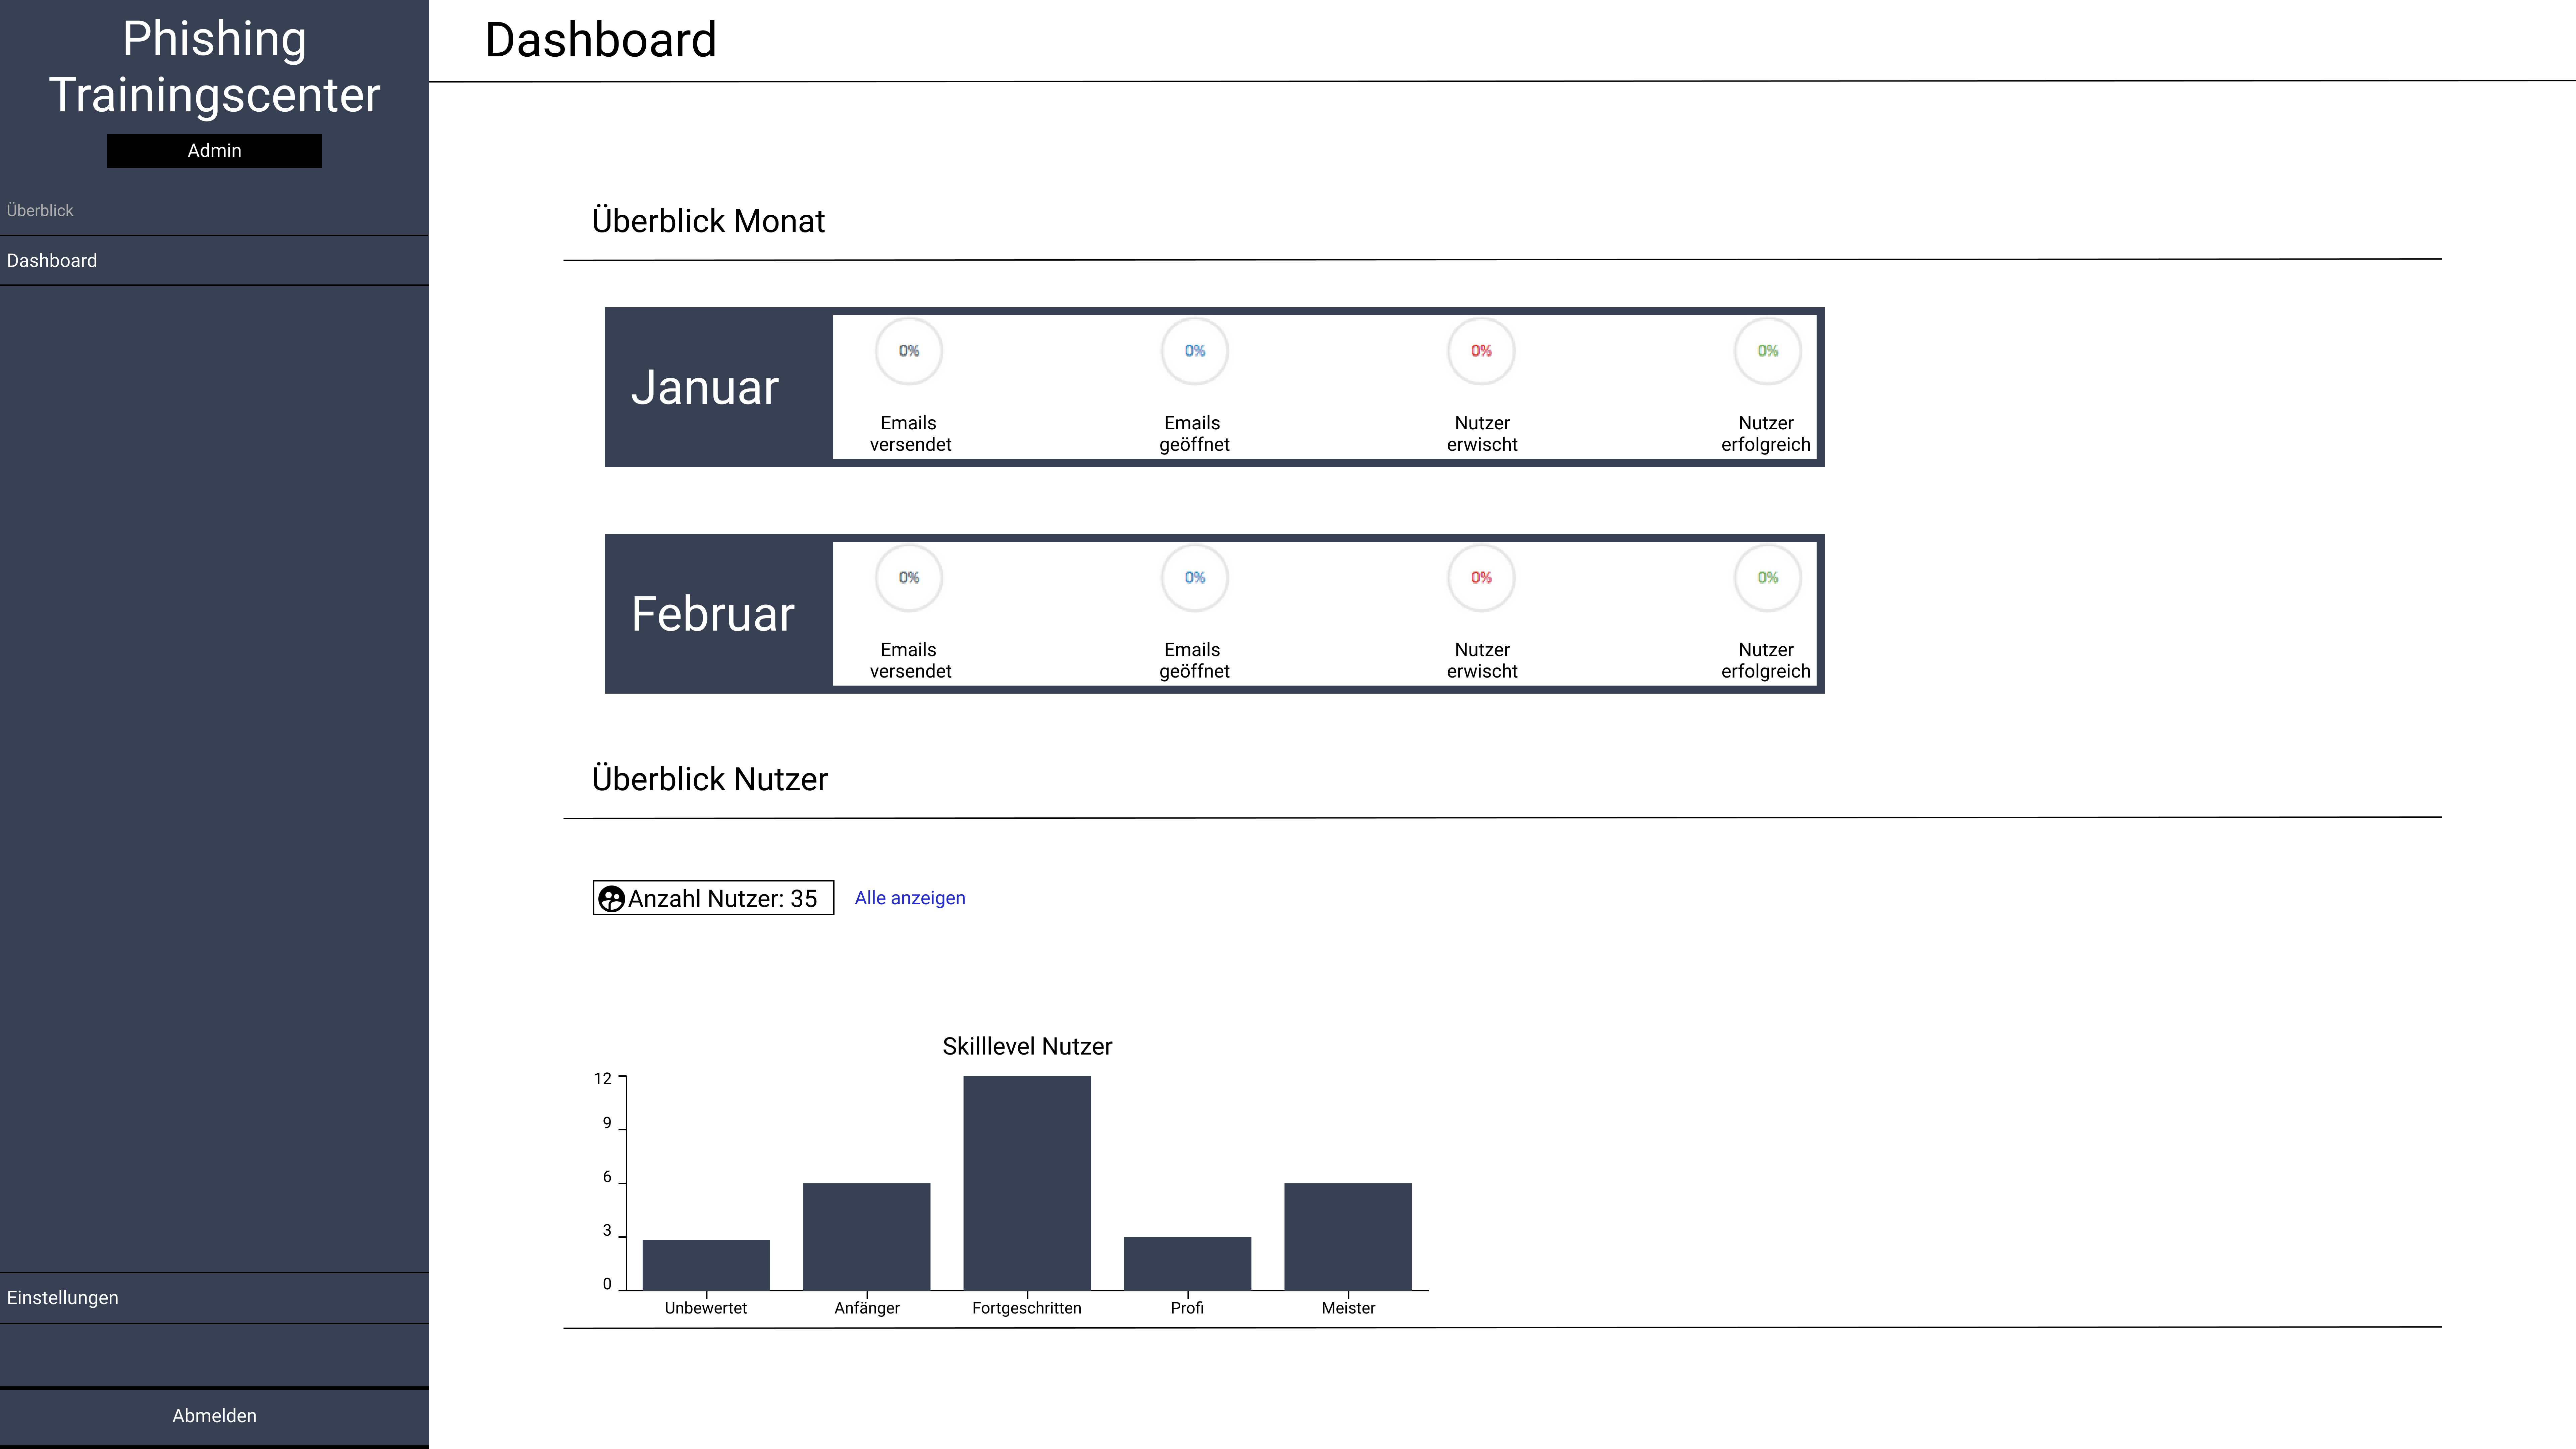 Phishing
Trainingscenter
Admin
Überblick
Dashboard
Einstellungen
Abmelden
Dashboard
Überblick Monat
Januar
0% 0% 0% 0%
Emails Emails Nutzer Nutzer
versendet geöffnet erwischt erfolgreich
Februar
0% 0% 0% 0%
Emails Emails Nutzer Nutzer
versendet geöffnet erwischt erfolgreich
Überblick Nutzer
Anzahl Nutzer: 35 Alle anzeigen
Skilllevel Nutzer
12
9
6
3
0
Unbewertet Anfänger Fortgeschritten Profi Meister